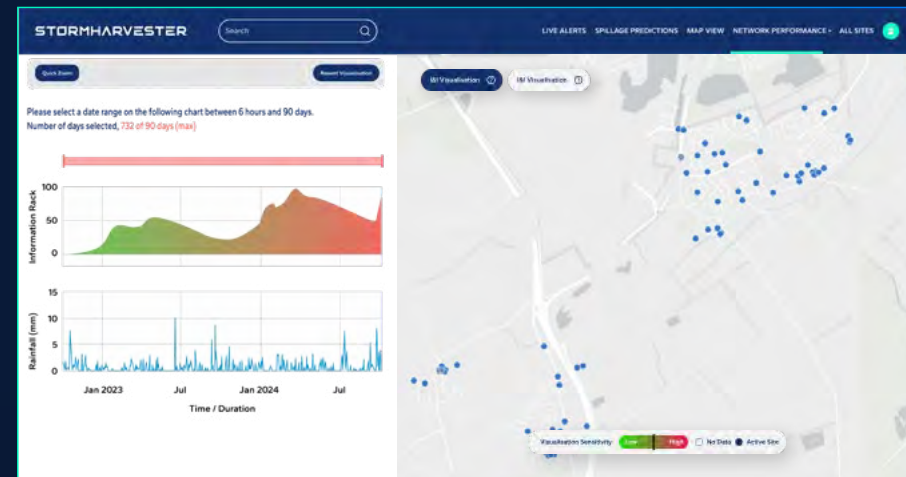 STORMHARVESTER
Search
LIVE ALERTS SPILLAGE PREDICTIONS MAP VIEW NETWORK PERFORMANCE ALL SITES
Quick Zoom
Please select a date range on the following chart between 6 hours and 90 days.
Number of days selected, 732 of 90 days (max)
Information Rack
100
50
0
Rainfall (mm)
15
10
5
0
Jan 2023 Jul Jan 2024 Jul
Time / Duration
Visualisation
Visualisation
Visualisation Sensitivity Low High No Data Active Site